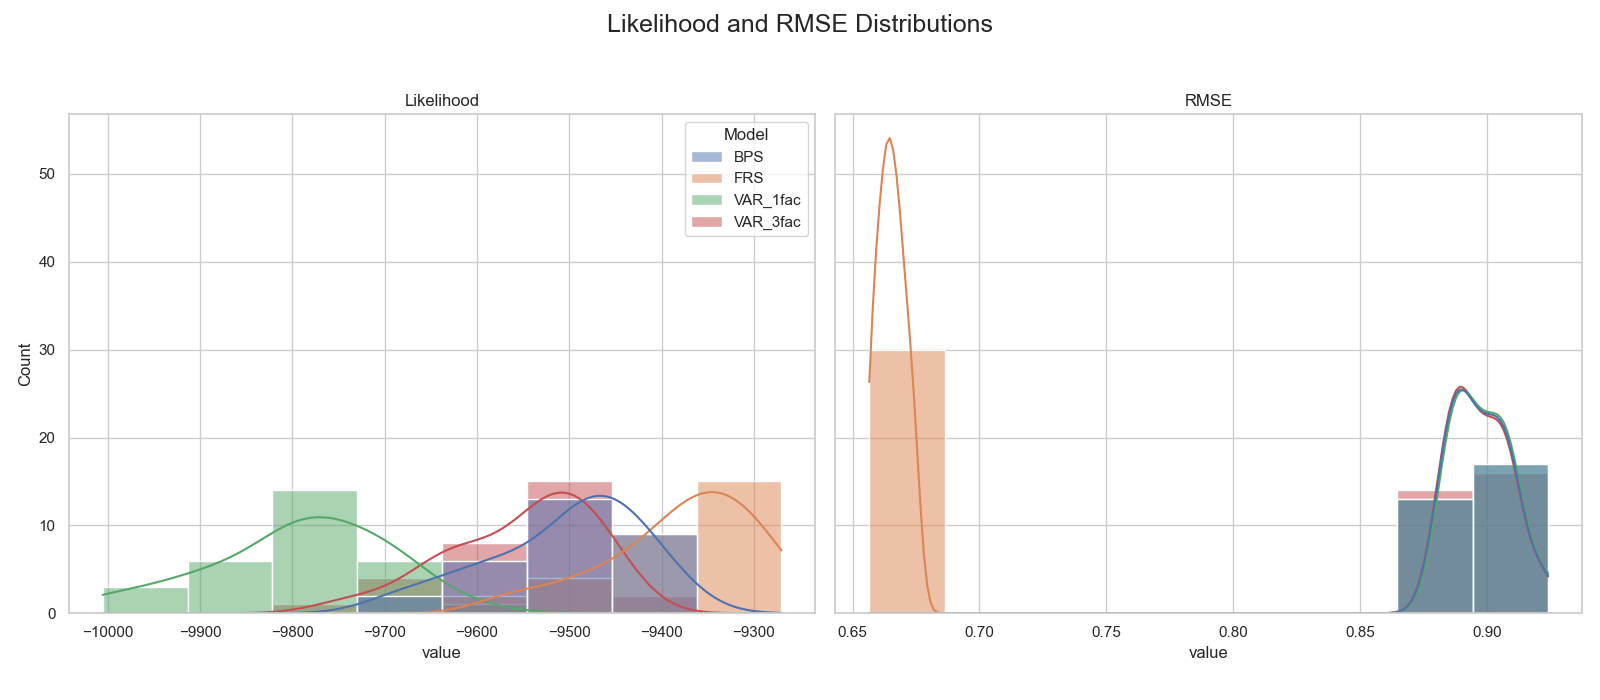 Likelihood and RMSE Distributions
Likelihood
RMSE
Model
BPS
FRS
VAR_1fac
VAR_3fac
Count
50
40
30
20
10
0
−10000 −9900 −9800 −9700 −9600 −9500 −9400 −9300
value
0.65 0.70 0.75 0.80 0.85 0.90
value